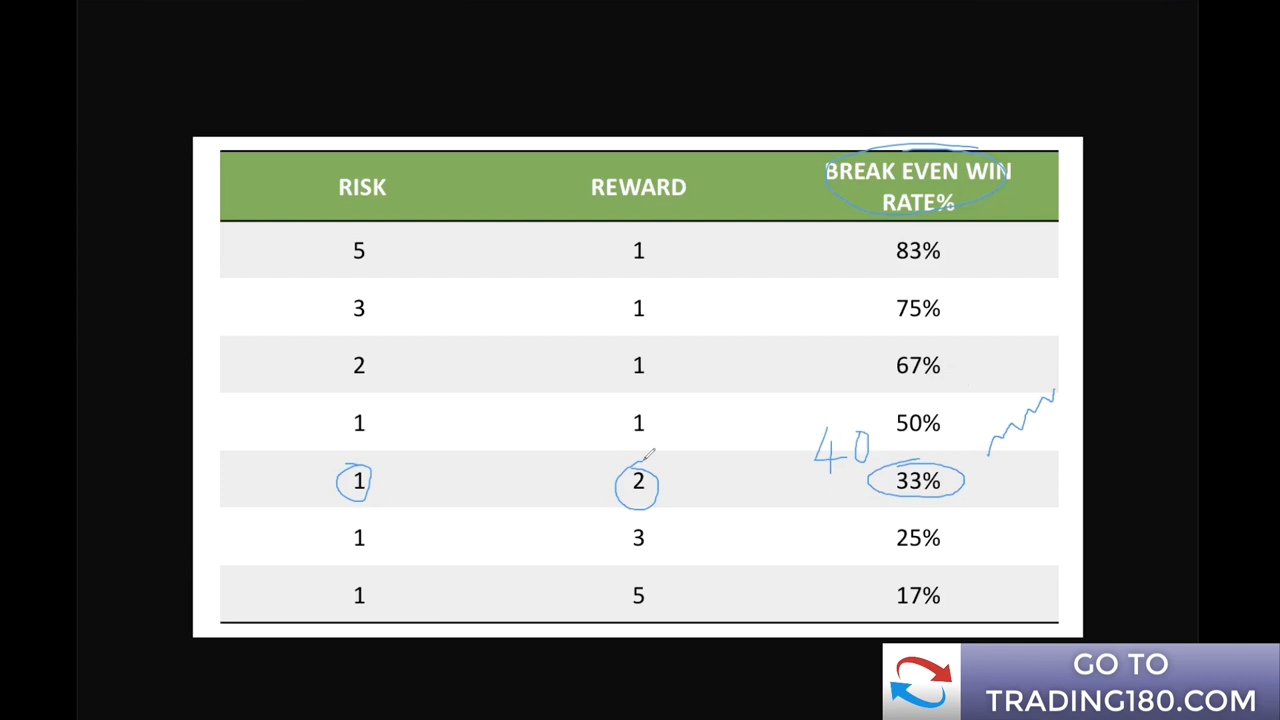 RISK REWARD BREAK EVEN WIN
RATE%
5 1 83%
3 1 75%
2 1 67%
1 1 50%
40
1 2 33%
1 3 25%
1 5 17%
GO TO
TRADING180.COM